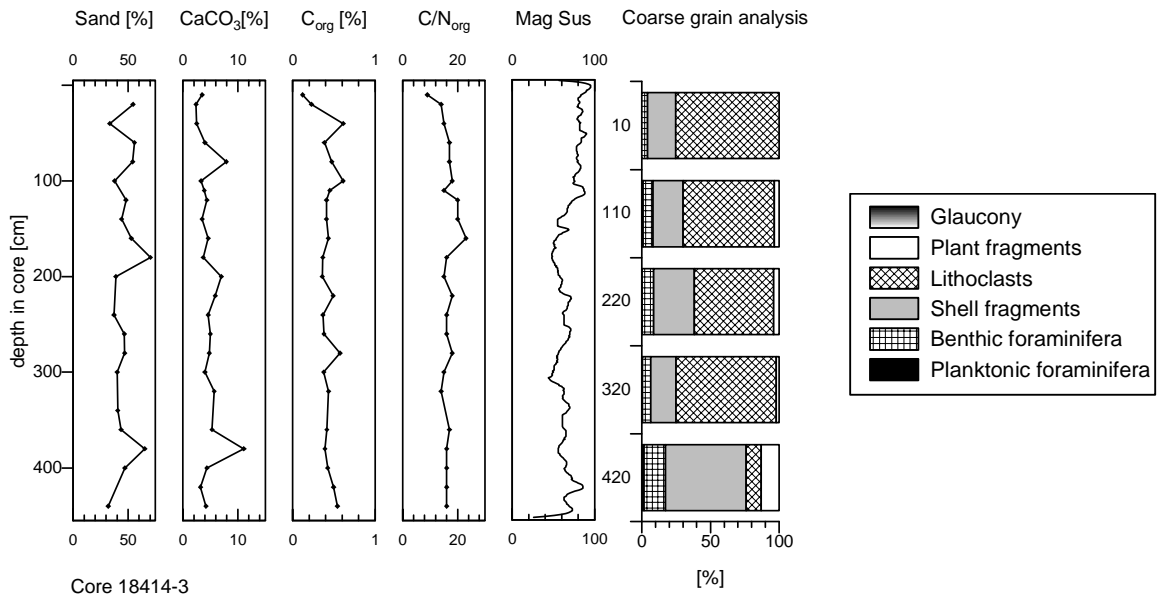 Sand [%] CaCO3[%] Corg [%] C/Norg Mag Sus Coarse grain analysis
0 50 0 10 0 1 0 20 0 100
100
200
300
400
depth in core [cm]
10
110
220
320
420
Glaucony
Plant fragments
Lithoclasts
Shell fragments
Benthic foraminifera
Planktonic foraminifera
0 50 0 10 0 1 0 20 0 100 0 50 100
[%]
Core 18414-3